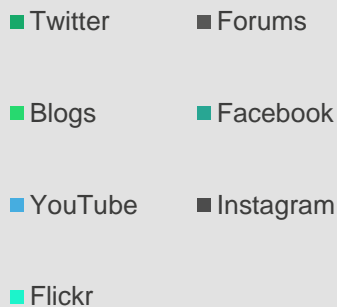 Twitter
Forums
Blogs
Facebook
YouTube
Instagram
Flickr